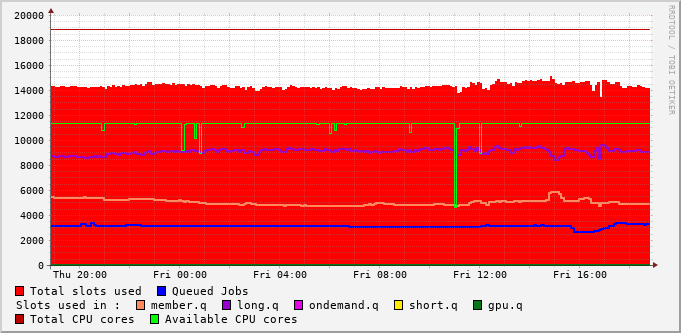 20000
18000
16000
14000
12000
10000
8000
6000
4000
2000
0
Thu 20:00 Fri 00:00 Fri 04:00 Fri 08:00 Fri 12:00 Fri 16:00
RRDTOOL / TOBI OETIKER
Total slots used Queued Jobs
Slots used in : member.q long.q ondemand.q short.q gpu.q
Total CPU cores Available CPU cores